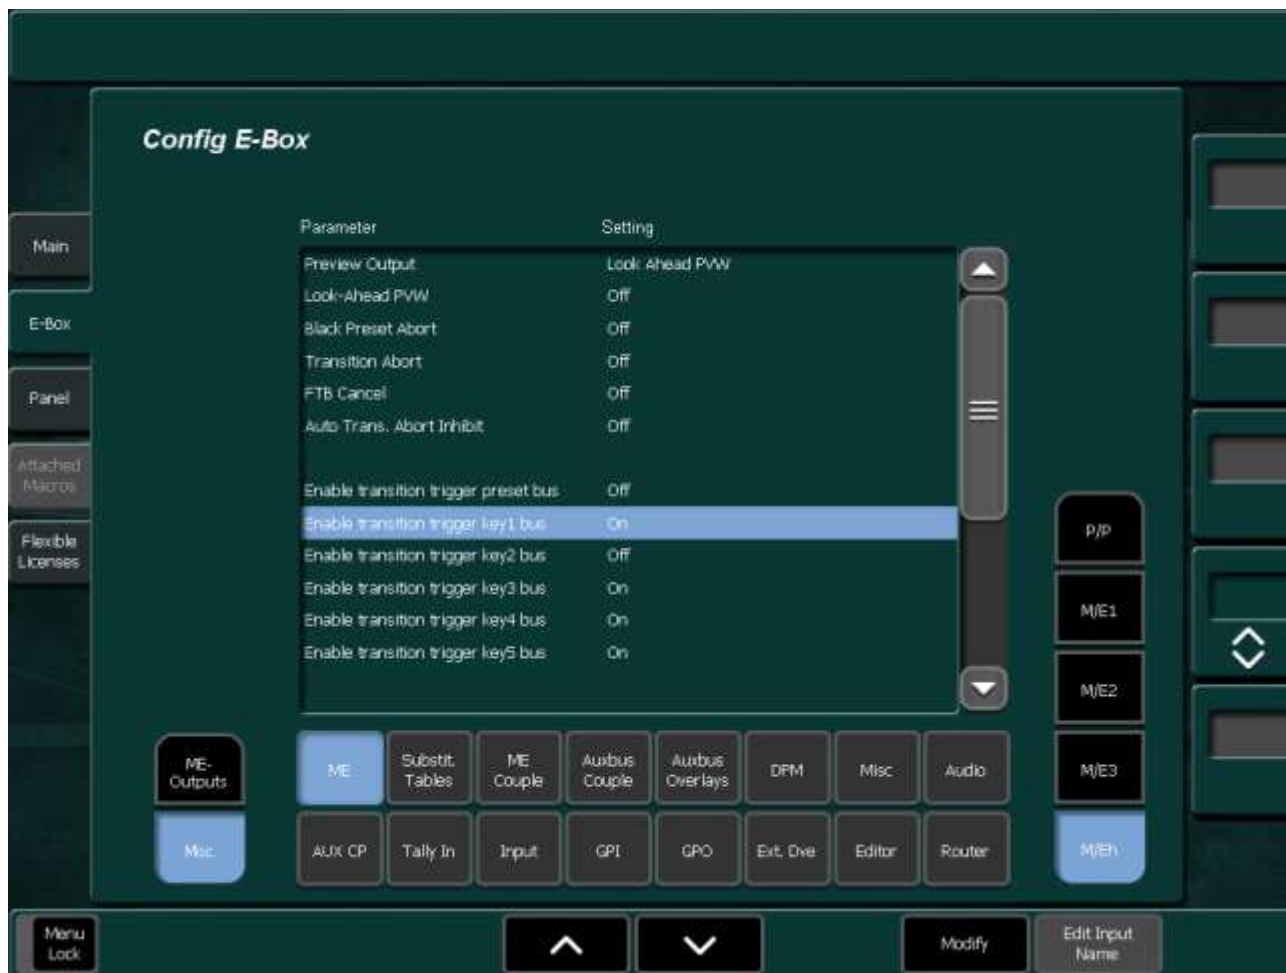 Config E-Box
Parameter Setting
Preview Output Look Ahead PVW
Look-Ahead PVW Off
Black Preset Abort Off
Transition Abort Off
FTB Cancel Off
Auto Trans. Abort Inhibit Off
Enable transition trigger preset bus Off
Enable transition trigger key1 bus On
Enable transition trigger key2 bus Off
Enable transition trigger key3 bus On
Enable transition trigger key4 bus On
Enable transition trigger key5 bus On
Main
E-Box
Panel
Attached
Macros
Flexible
Licenses
P/P
M/E1
M/E2
M/E3
M/Eh
ME-
Outputs
Misc
ME
Substit.
Tables
ME
Couple
Auxbus
Couple
Auxbus
Overlays
DPM
Misc
Audio
AUX CP
Tally In
Input
GPI
GPO
Ext. Dve
Editor
Router
Menu
Lock
Modify
Edit Input
Name